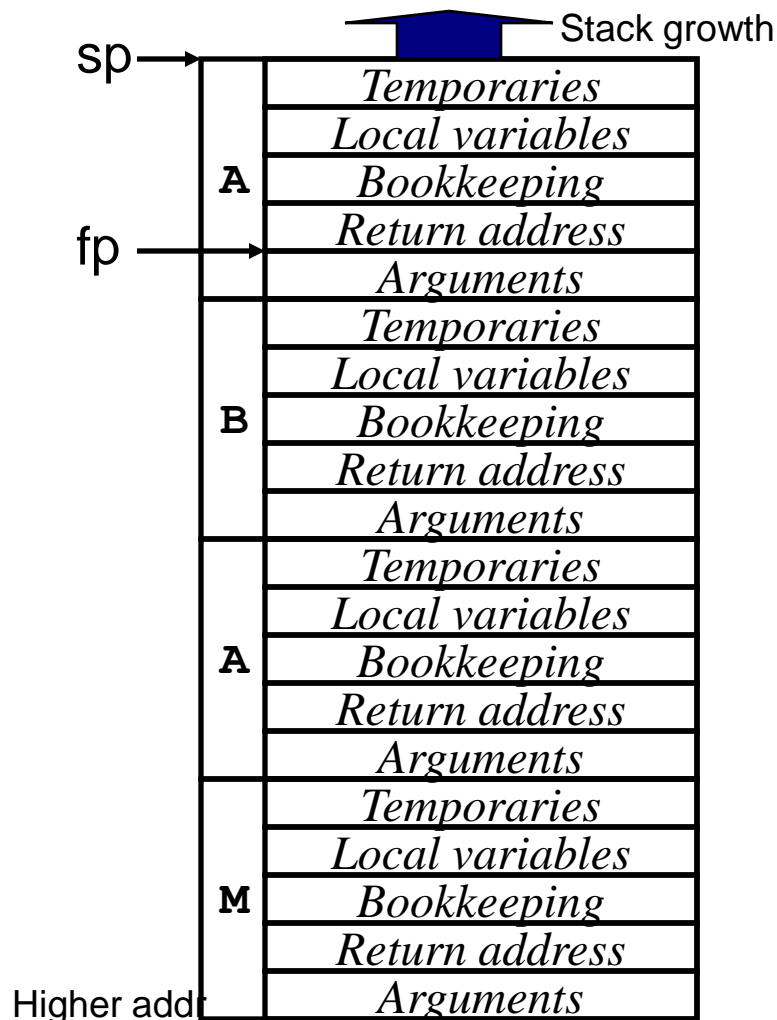 Stack growth
sp
Temporaries
Local variables
A
Bookkeeping
Return address
fp
Arguments
Temporaries
Local variables
B
Bookkeeping
Return address
Arguments
Temporaries
Local variables
A
Bookkeeping
Return address
Arguments
Temporaries
Local variables
M
Bookkeeping
Return address
Higher addr
Arguments